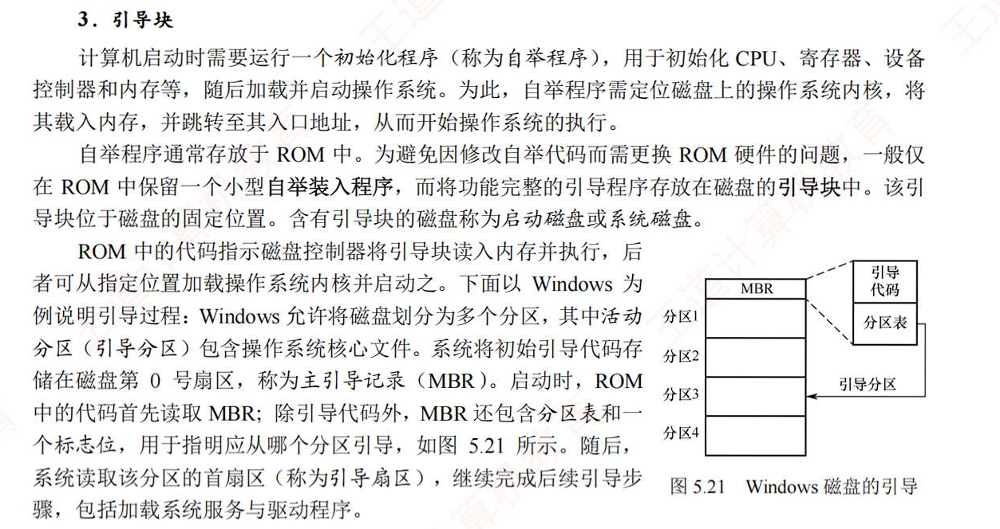 3．引导块
计算机启动时需要运行一个初始化程序（称为自举程序），用于初始化 CPU、寄存器、设备
控制器和内存等，随后加载并启动操作系统。为此，自举程序需定位磁盘上的操作系统内核，将
其载入内存，并跳转至其入口地址，从而开始操作系统的执行。
自举程序通常存放于 ROM 中。为避免因修改自举代码而需更换 ROM 硬件的问题，一般仅
在 ROM 中保留一个小型自举装入程序，而将功能完整的引导程序存放在磁盘的引导块中。该引
导块位于磁盘的固定位置。含有引导块的磁盘称为启动磁盘或系统磁盘。
ROM 中的代码指示磁盘控制器将引导块读入内存并执行，后
者可从指定位置加载操作系统内核并启动之。下面以 Windows 为
例说明引导过程：Windows 允许将磁盘划分为多个分区，其中活动
分区（引导分区）包含操作系统核心文件。系统将初始引导代码存
储在磁盘第 0 号扇区，称为主引导记录（MBR）。启动时，ROM
中的代码首先读取 MBR；除引导代码外，MBR 还包含分区表和一
个标志位，用于指明应从哪个分区引导，如图 5.21 所示。随后，
系统读取该分区的首扇区（称为引导扇区），继续完成后续引导步
骤，包括加载系统服务与驱动程序。
MBR
分区1
分区2
分区3
分区4
引导
代码
分区表
引导分区
图 5.21 Windows 磁盘的引导
王道计算机教育